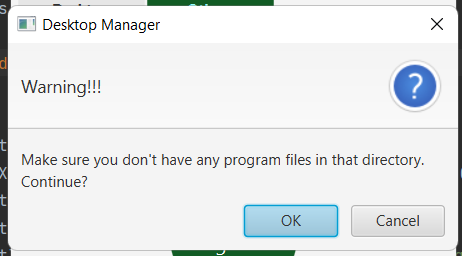 Desktop Manager
Warning!!!
?
Make sure you don't have any program files in that directory.
Continue?
OK
Cancel